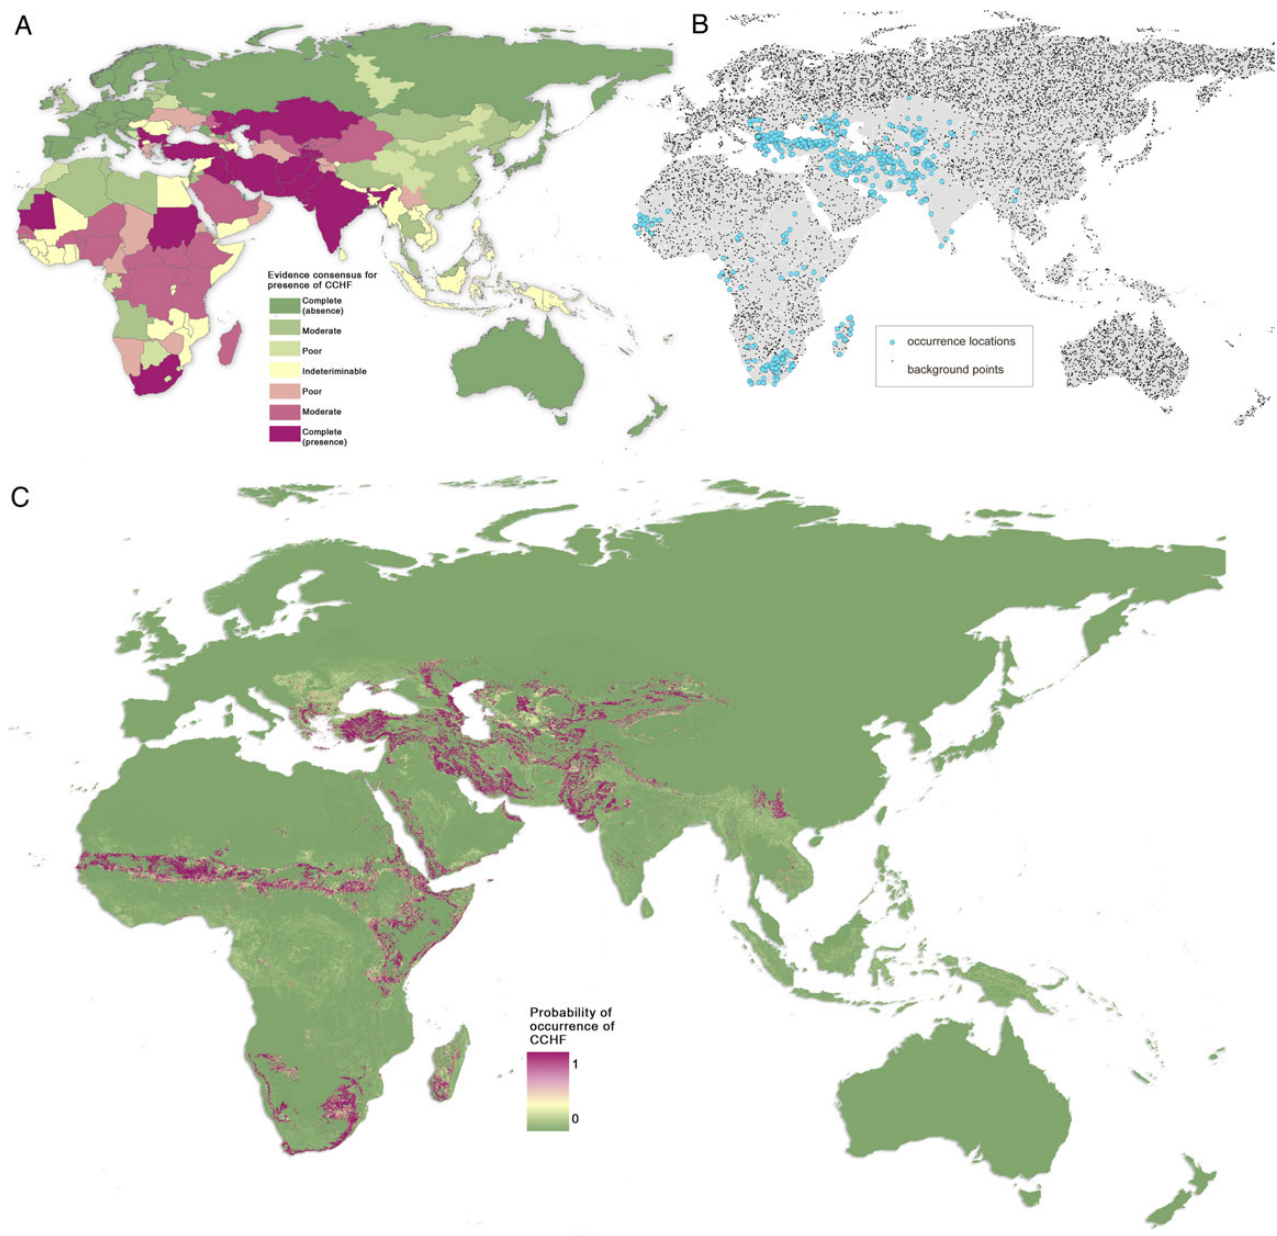 A
B
Evidence consensus for
presence of CCHF
Complete
(absence)
Moderate
Poor
Indeteriminable
Poor
Moderate
Complete
(presence)
occurrence locations
background points
C
Probability of
occurrence of
CCHF
1
0